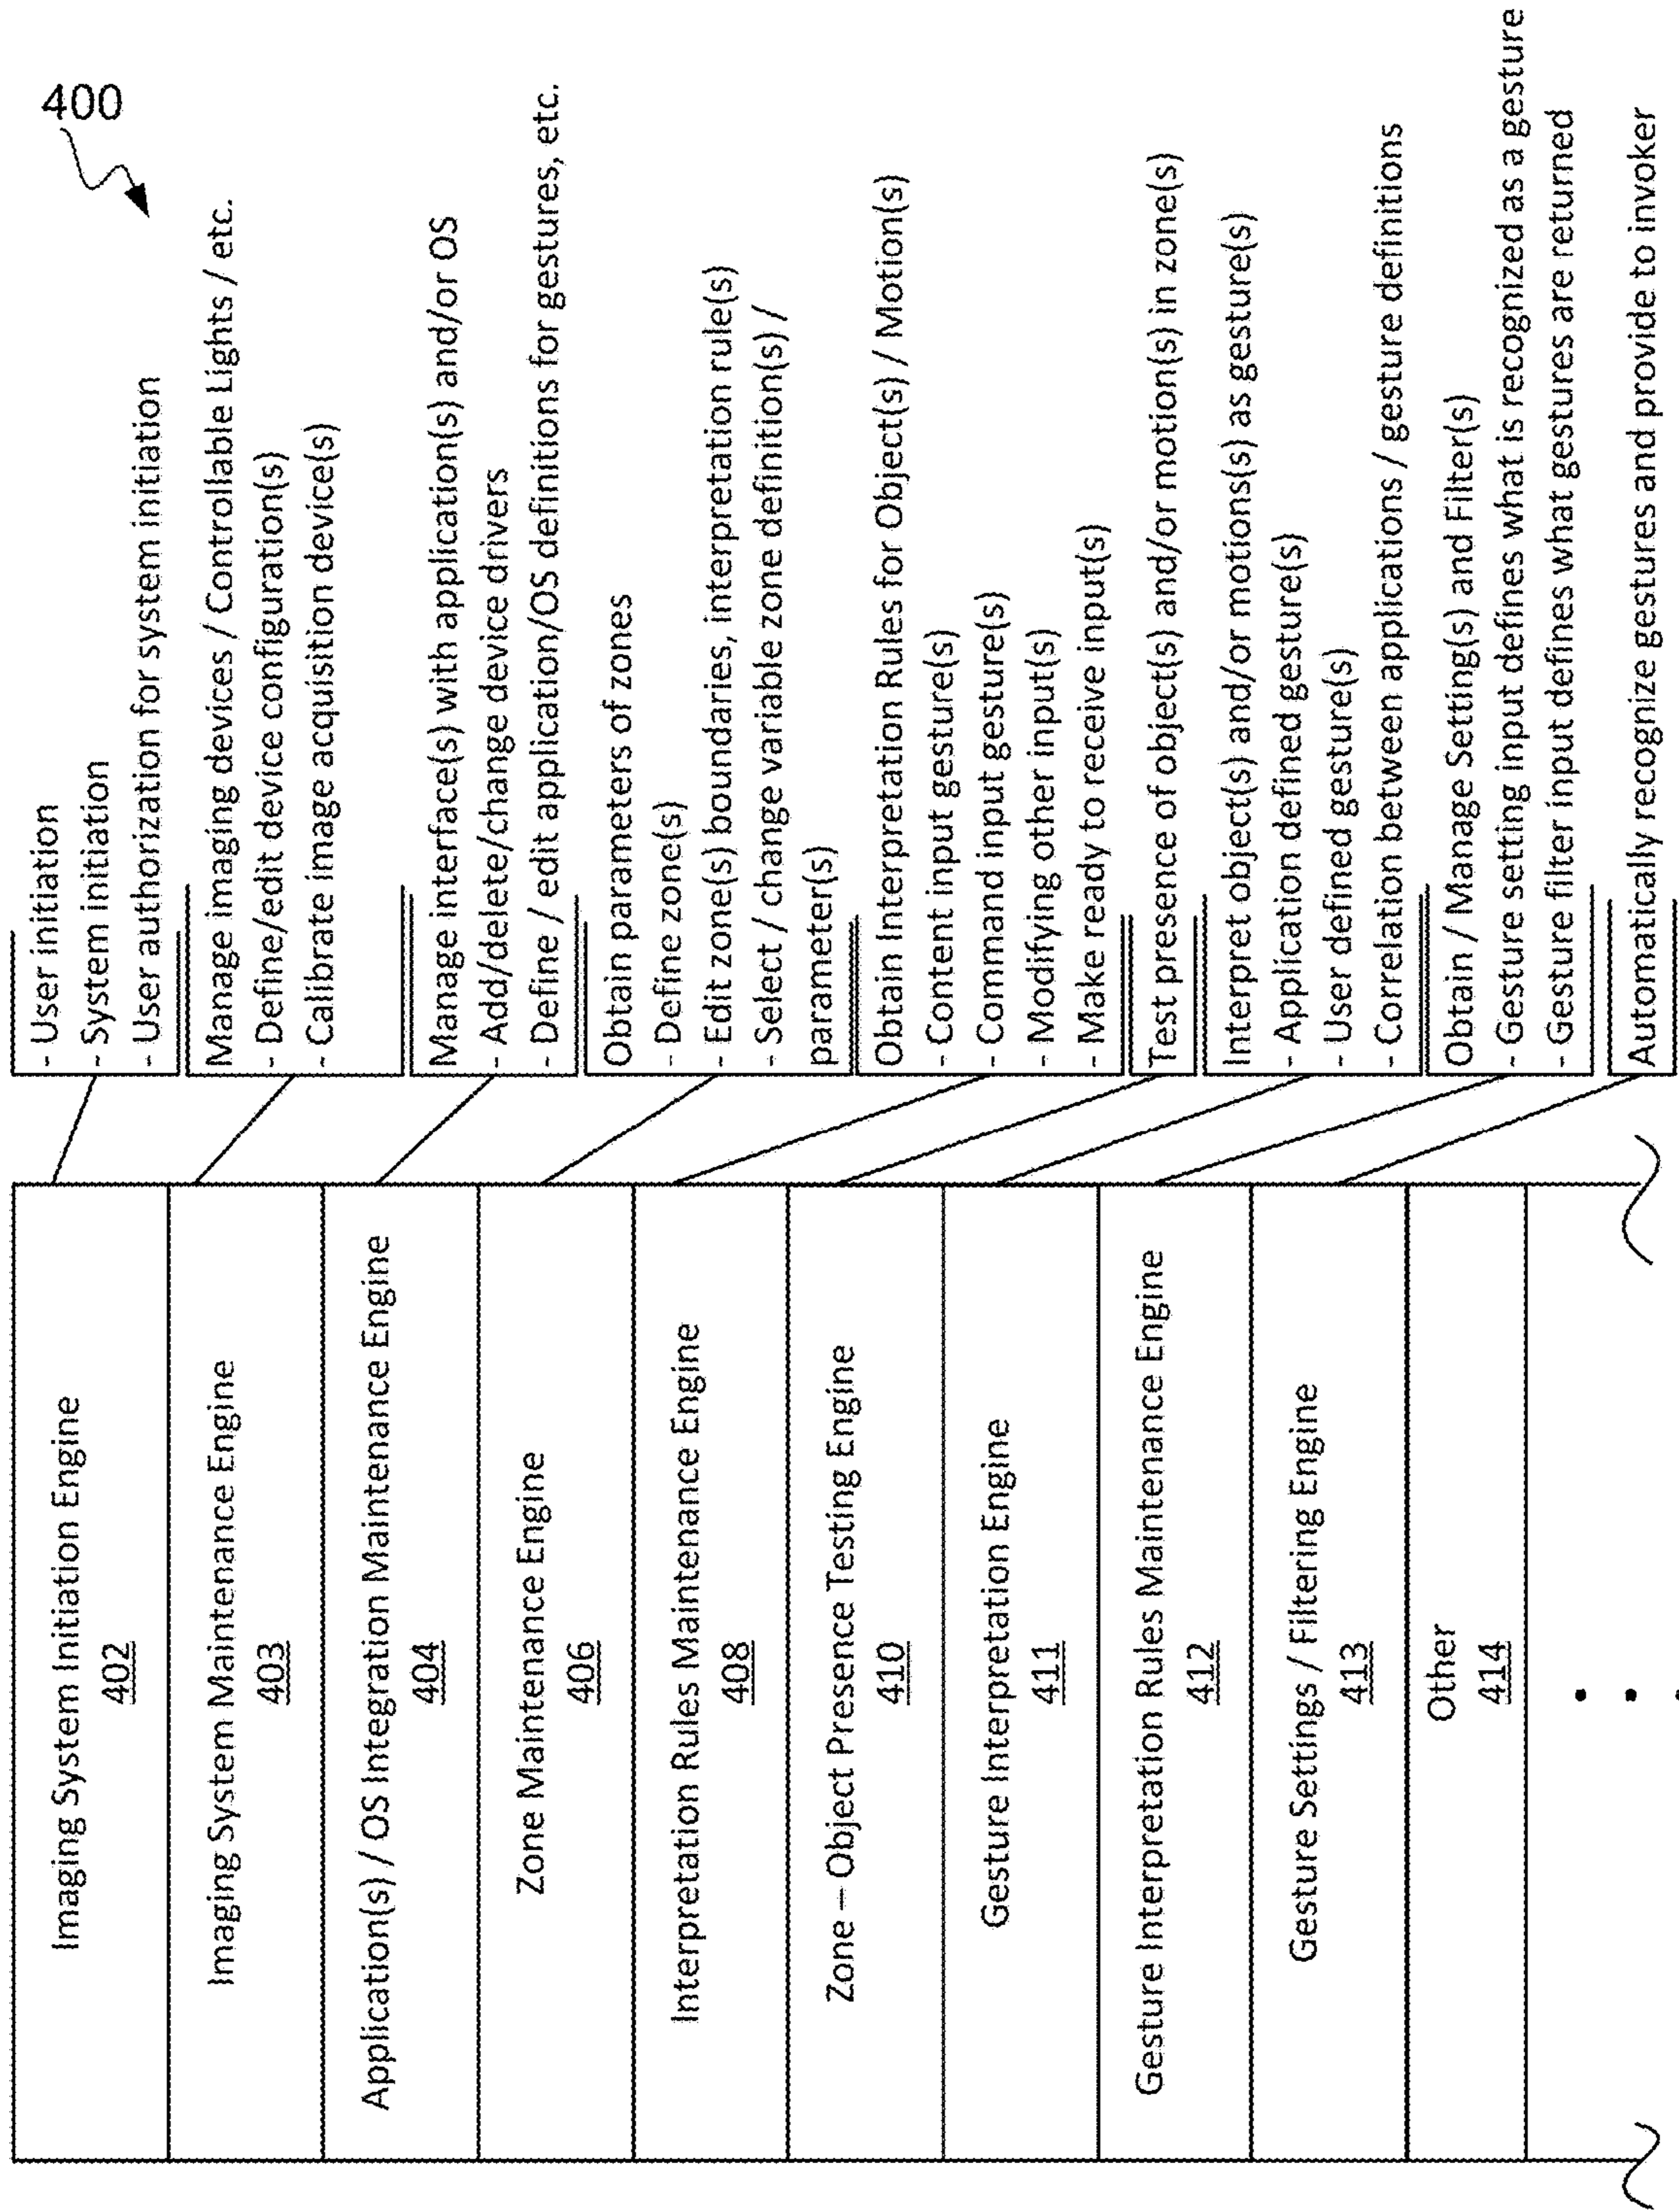 400
Imaging System Initiation Engine
402
Imaging System Maintenance Engine
403
Application(s) / OS Integration Maintenance Engine
404
Zone Maintenance Engine
406
Interpretation Rules Maintenance Engine
408
Zone – Object Presence Testing Engine
410
Gesture Interpretation Engine
411
Gesture Interpretation Rules Maintenance Engine
412
Gesture Settings / Filtering Engine
413
Other
414
- User initiation
- System initiation
- User authorization for system initiation
Manage imaging devices / Controllable Lights / etc.
- Define/edit device configuration(s)
- Calibrate image acquisition device(s)
Manage interface(s) with application(s) and/or OS
- Add/delete/change device drivers
- Define / edit application/OS definitions for gestures, etc.
Obtain parameters of zones
- Define zone(s)
- Edit zone(s) boundaries, interpretation rule(s)
- Select / change variable zone definition(s) /
parameter(s)
Obtain Interpretation Rules for Object(s) / Motion(s)
- Content input gesture(s)
- Command input gesture(s)
- Modifying other input(s)
- Make ready to receive input(s)
Test presence of object(s) and/or motion(s) in zone(s)
Interpret object(s) and/or motions(s) as gesture(s)
- Application defined gesture(s)
- User defined gesture(s)
- Correlation between applications / gesture definitions
Obtain / Manage Setting(s) and Filter(s)
- Gesture setting input defines what is recognized as a gesture
- Gesture filter input defines what gestures are returned
Automatically recognize gestures and provide to invoker